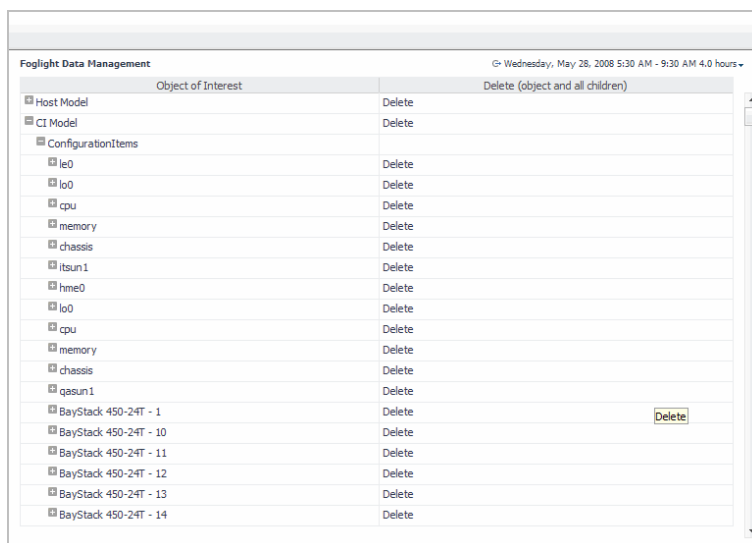 Foglight Data Management Wednesday, May 28, 2008 5:30 AM - 9:30 AM 4.0 hours
Object of Interest Delete (object and all children)
Host Model Delete
CI Model Delete
ConfigurationItems
le0 Delete
lo0 Delete
cpu Delete
memory Delete
chassis Delete
itsun1 Delete
hme0 Delete
lo0 Delete
cpu Delete
memory Delete
chassis Delete
qasun1 Delete
BayStack 450-24T - 1 Delete
Delete
BayStack 450-24T - 10 Delete
BayStack 450-24T - 11 Delete
BayStack 450-24T - 12 Delete
BayStack 450-24T - 13 Delete
BayStack 450-24T - 14 Delete